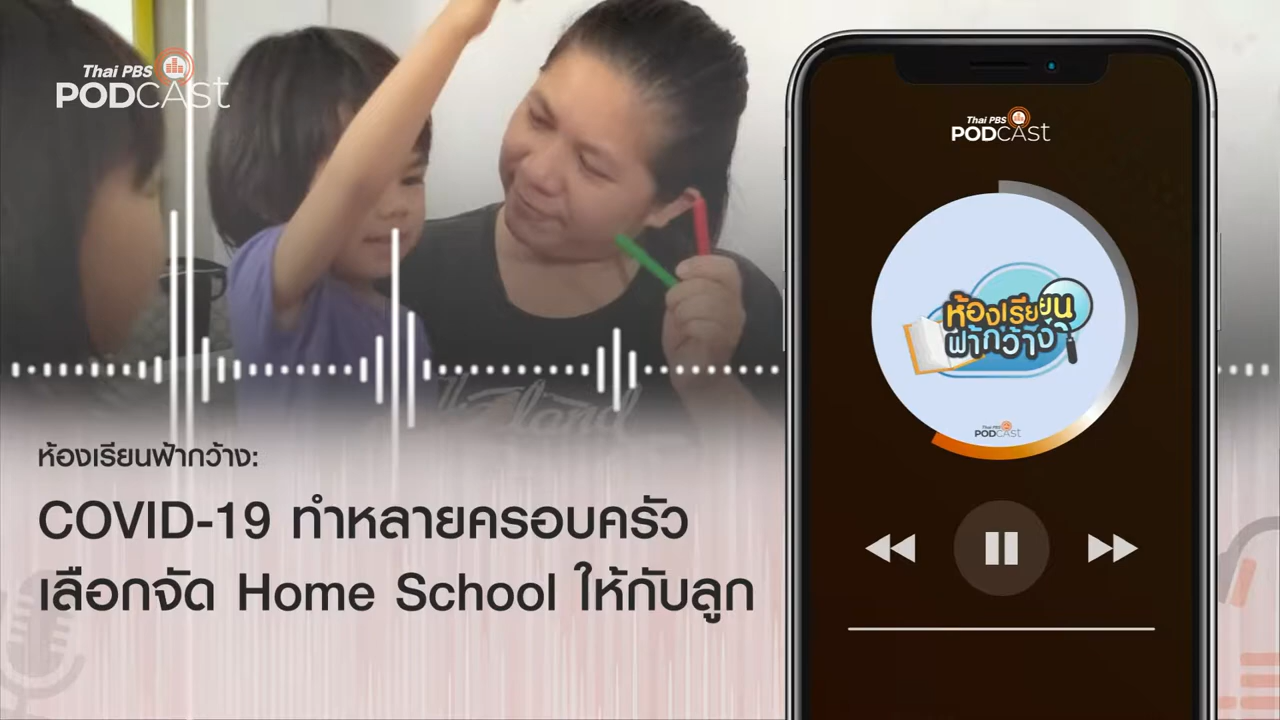 Thai PBS
PODCAST
ห้องเรียนฟ้ากว้าง:
COVID-19 ทำหลายครอบครัว
เลือกจัด Home School ให้กับลูก
Thai PBS
PODCAST
ห้องเรียน
ฟ้ากว้าง
Thai PBS
PODCAST